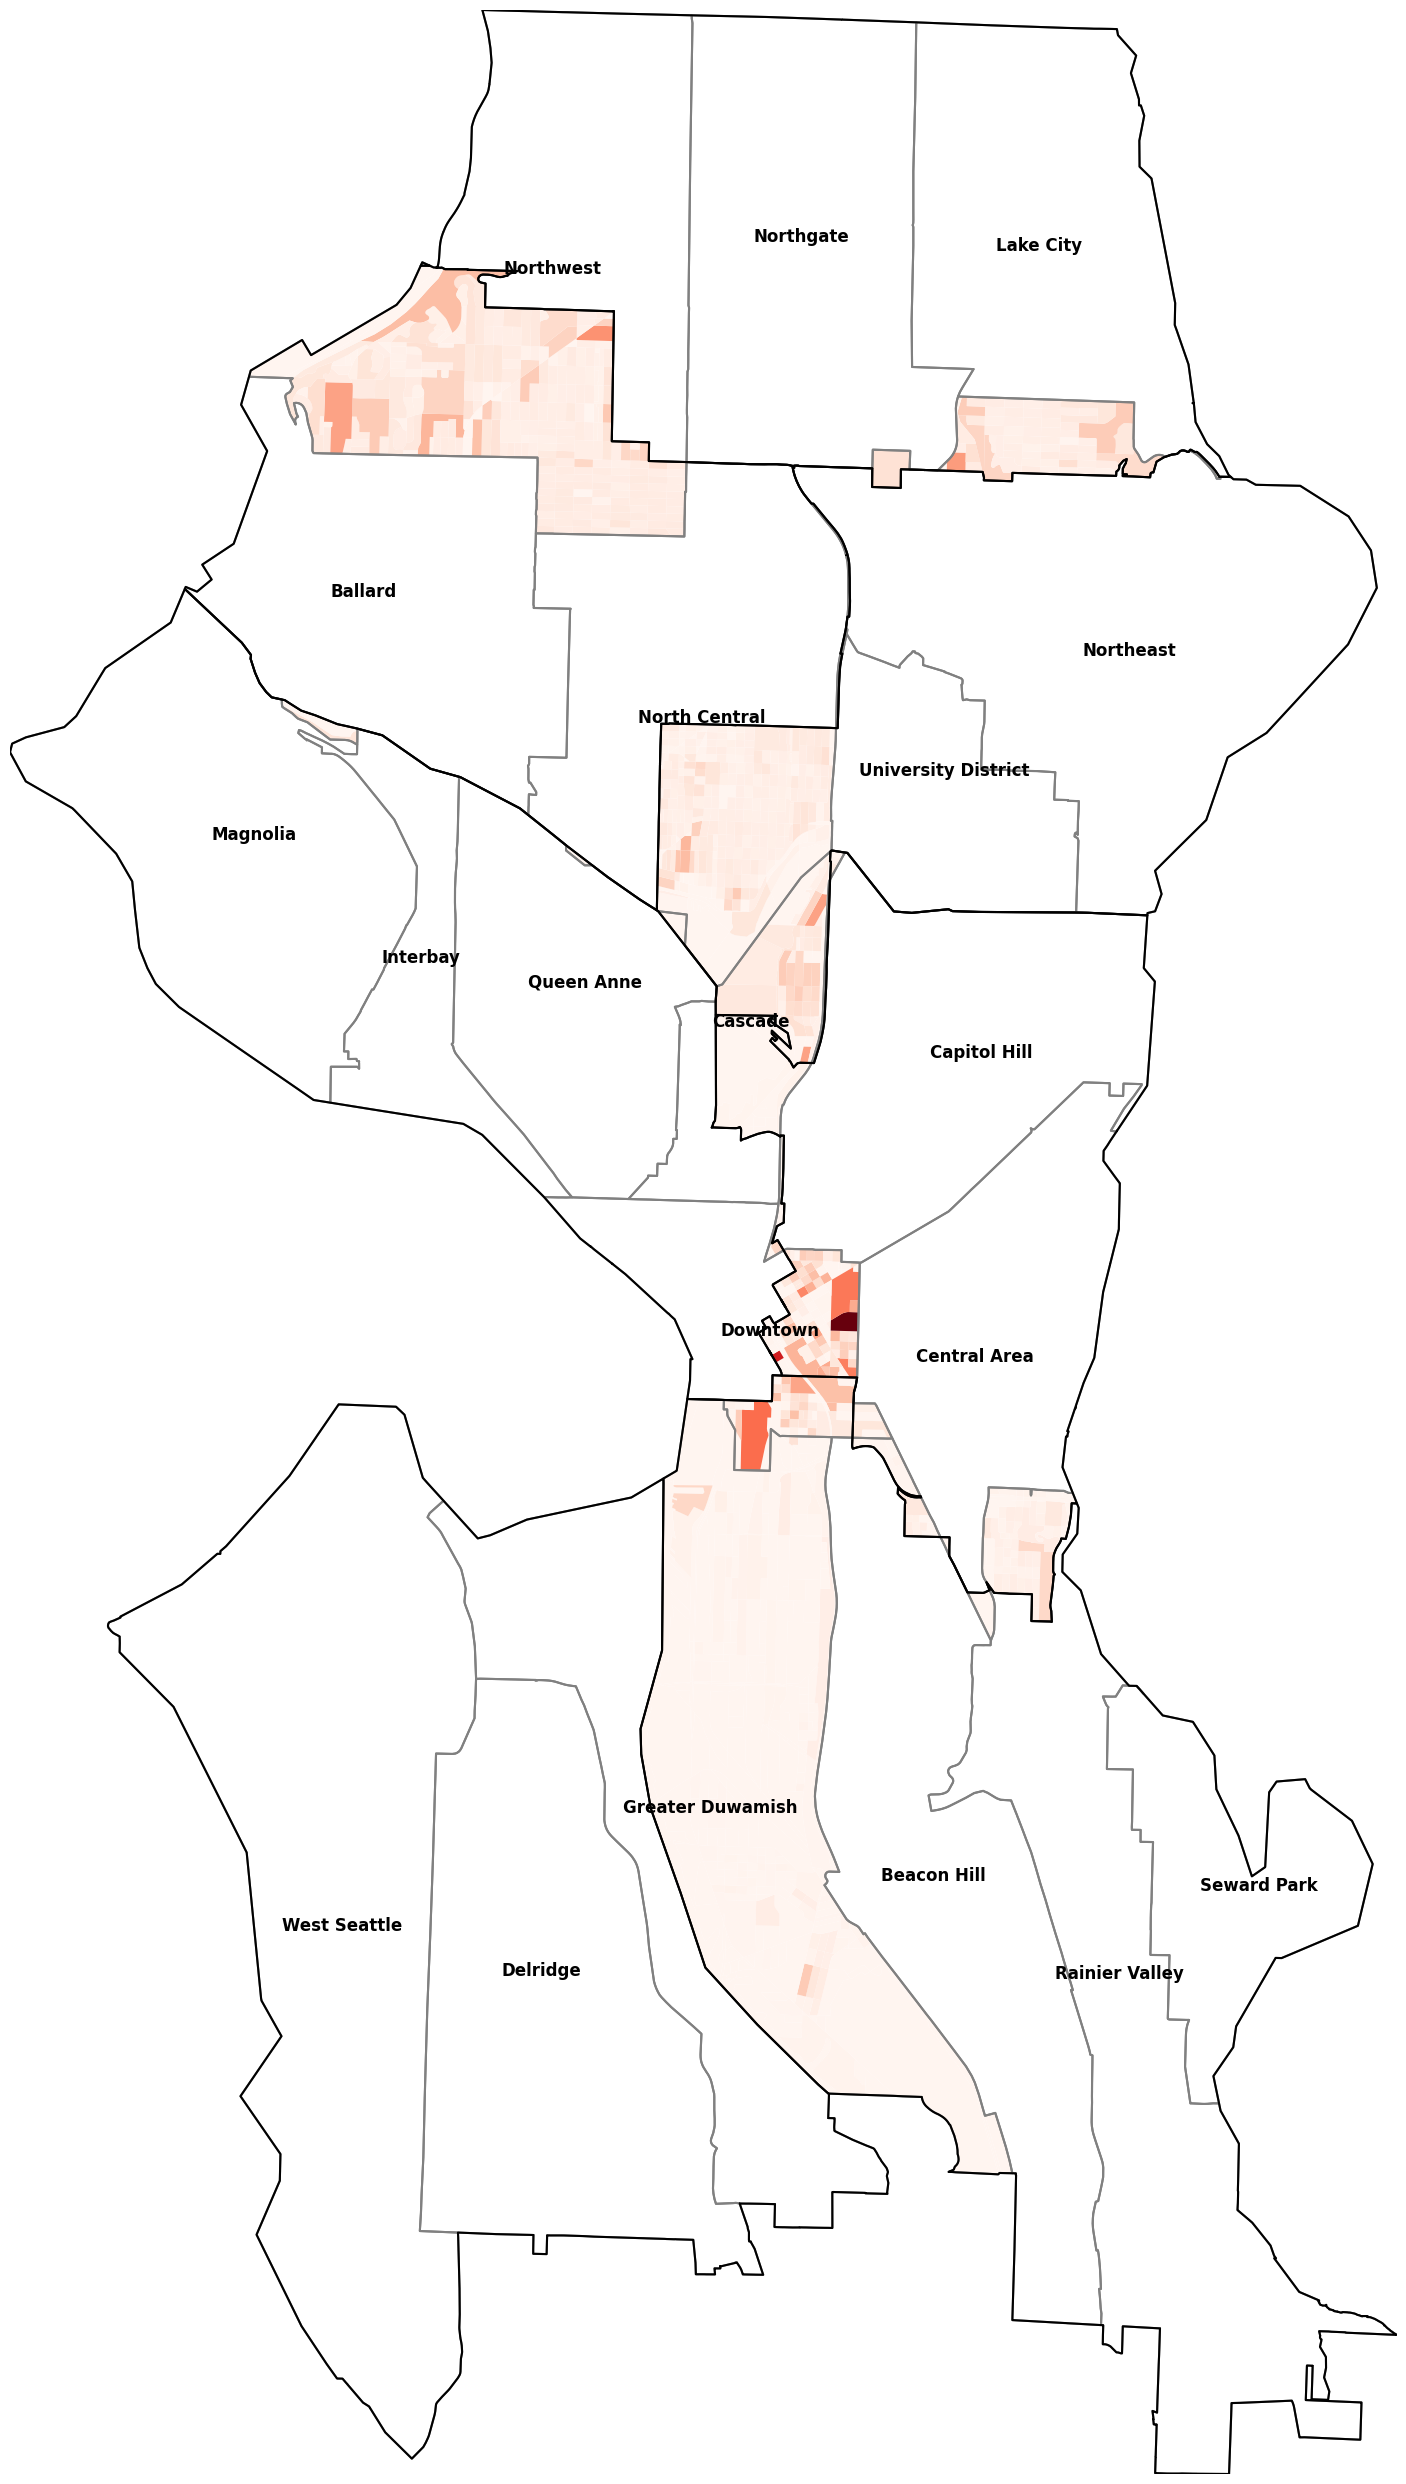 Northgate
Lake City
Northwest
Ballard
Northeast
North Central
University District
Magnolia
Interbay
Queen Anne
Cascade
Capitol Hill
Downtown
Central Area
Greater Duwamish
Beacon Hill
Seward Park
West Seattle
Delridge
Rainier Valley